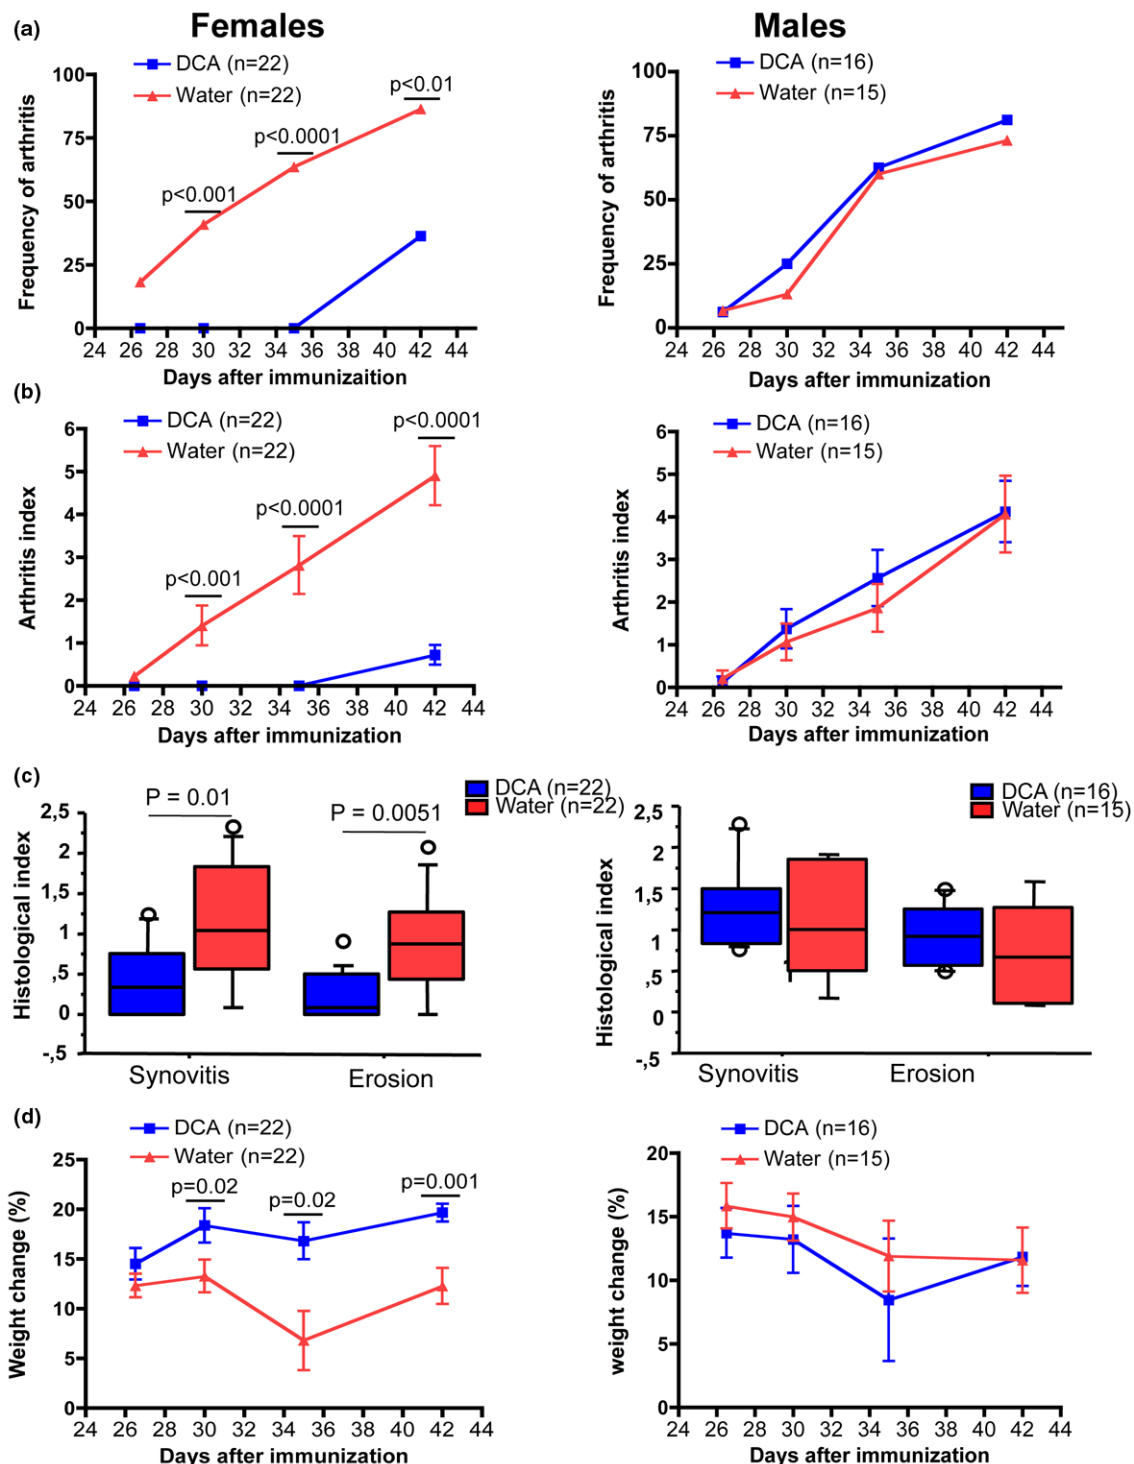 (a)
Females
DCA (n=22)
Water (n=22)
p<0.001
p<0.0001
p<0.01
Frequency of arthritis
100
75
50
25
0
24 26 28 30 32 34 36 38 40 42 44
Days after immunizaition
Males
DCA (n=16)
Water (n=15)
Frequency of arthritis
100
75
50
25
0
24 26 28 30 32 34 36 38 40 42 44
Days after immunization
(b)
DCA (n=22)
Water (n=22)
p<0.001
p<0.0001
p<0.0001
Arthritis index
6
5
4
3
2
1
0
24 26 28 30 32 34 36 38 40 42 44
Days after immunization
DCA (n=16)
Water (n=15)
Arthritis index
6
5
4
3
2
1
0
24 26 28 30 32 34 36 38 40 42 44
Days after immunization
(c)
DCA (n=22)
Water (n=22)
P = 0.01
P = 0.0051
Histological index
2,5
2
1,5
1
,5
0
-,5
Synovitis
Erosion
DCA (n=16)
Water (n=15)
Histological index
2,5
2
1,5
1
,5
0
-,5
Synovitis
Erosion
(d)
DCA (n=22)
Water (n=22)
p=0.02
p=0.02
p=0.001
Weight change (%)
25
20
15
10
5
0
24 26 28 30 32 34 36 38 40 42 44
Days after immunization
DCA (n=16)
Water (n=15)
weight change (%)
20
15
10
5
0
24 26 28 30 32 34 36 38 40 42 44
Days after immunization